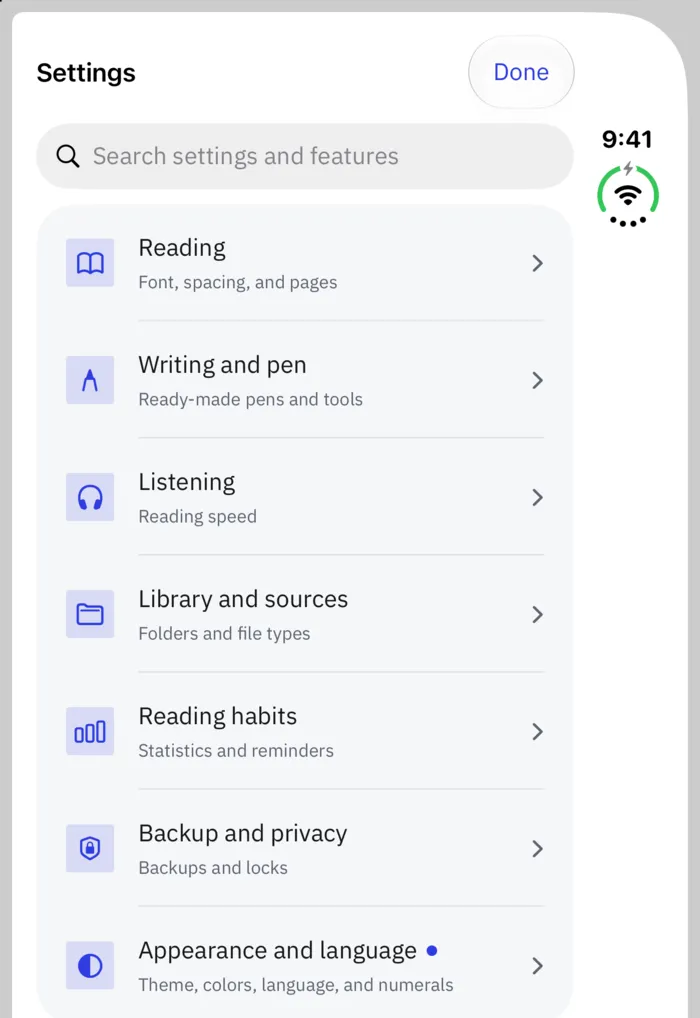 Settings
Done
Search settings and features
9:41
Reading
Font, spacing, and pages
Writing and pen
Ready-made pens and tools
Listening
Reading speed
Library and sources
Folders and file types
Reading habits
Statistics and reminders
Backup and privacy
Backups and locks
Appearance and language
Theme, colors, language, and numerals